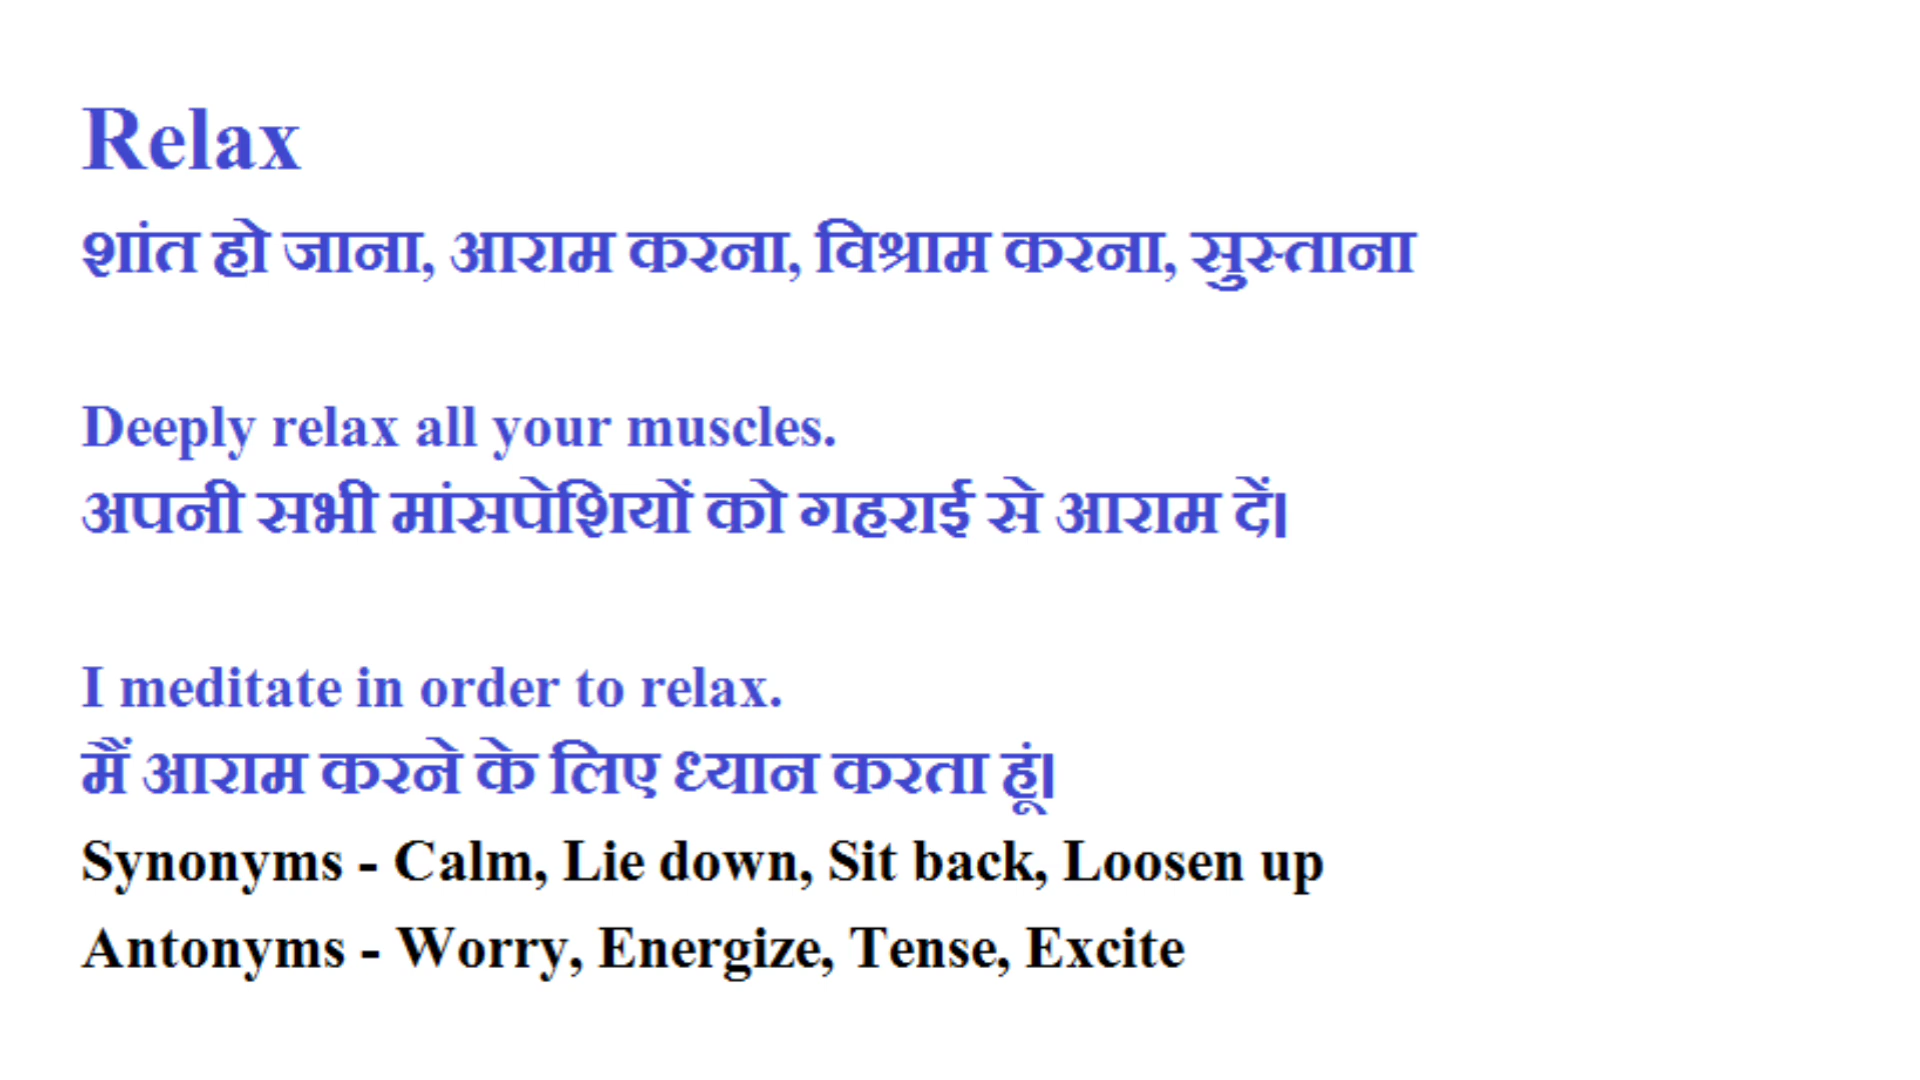 Relax
शांत हो जाना, आराम करना, विश्राम करना, सुस्ताना
Deeply relax all your muscles.
अपनी सभी मांसपेशियों को गहराई से आराम दें।
I meditate in order to relax.
मैं आराम करने के लिए ध्यान करता हूं।
Synonyms - Calm, Lie down, Sit back, Loosen up
Antonyms - Worry, Energize, Tense, Excite